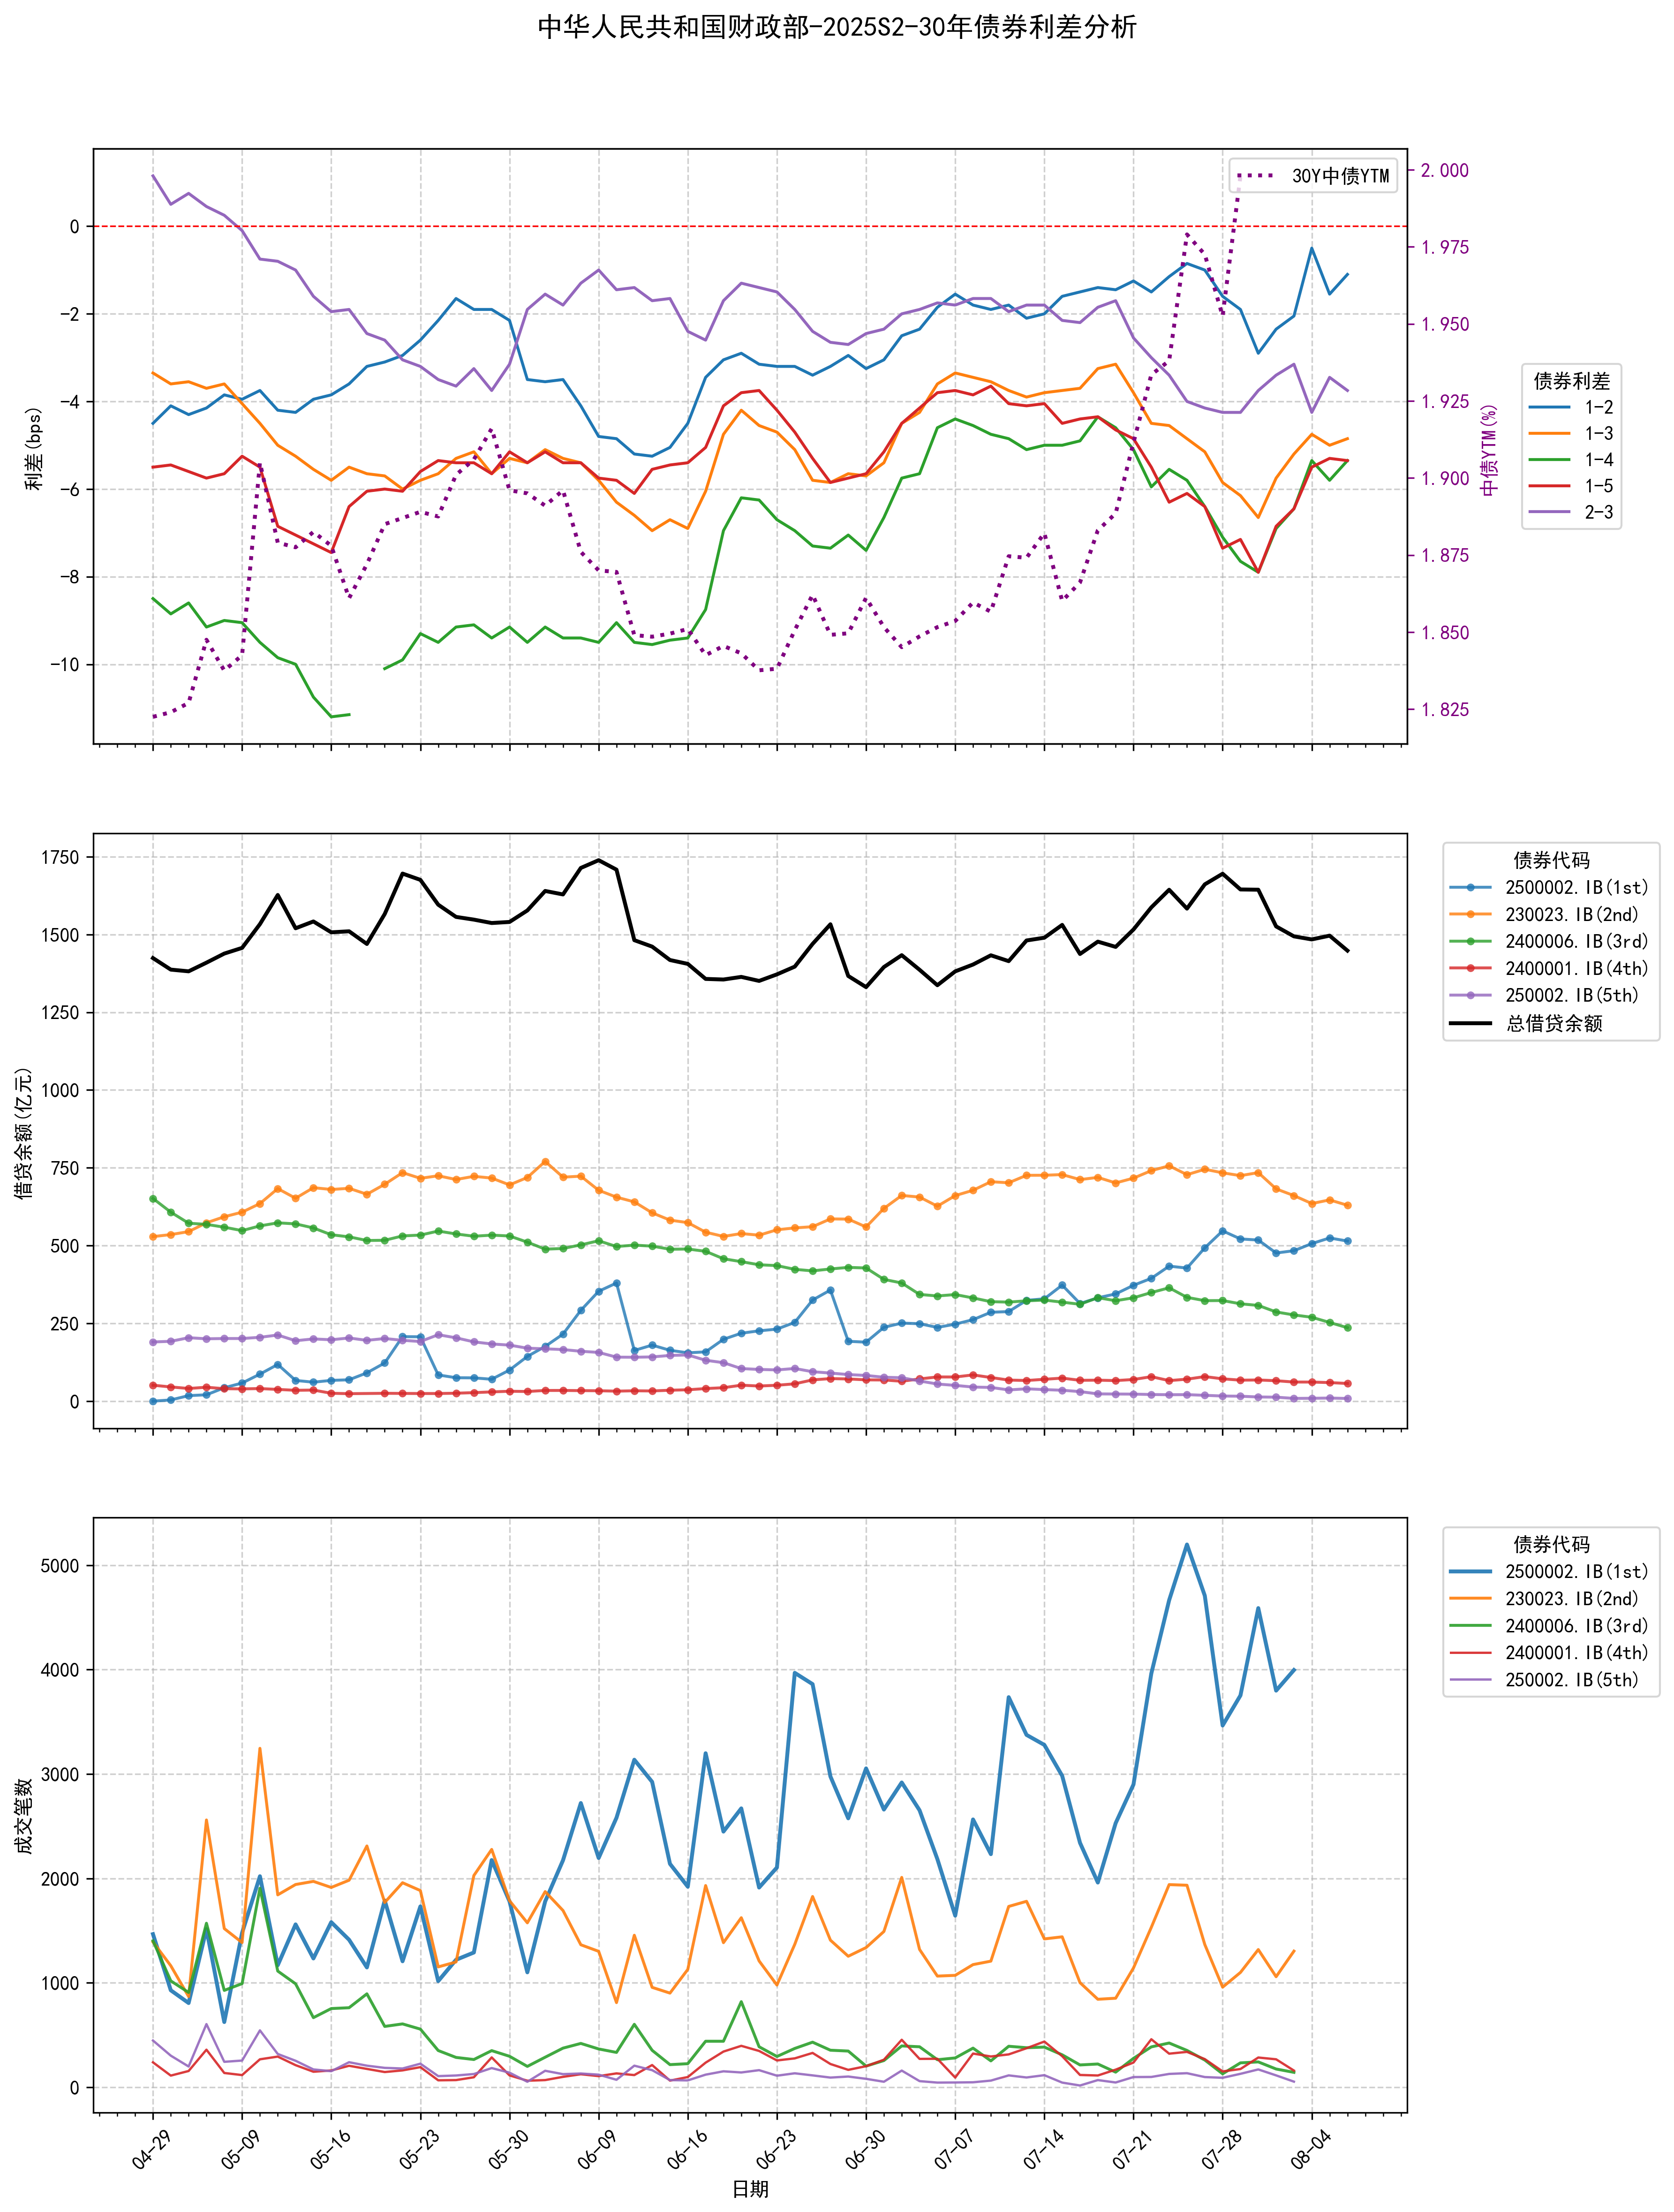 中华人民共和国财政部-2025S2-30年债券利差分析
30Y中债YTM
利差(bps)
0
-2
-4
-6
-8
-10
2.000
1.975
1.950
1.925
1.900
1.875
1.850
1.825
中债YTM(%)
债券利差
1-2
1-3
1-4
1-5
2-3
借贷余额(亿元)
1750
1500
1250
1000
750
500
250
0
债券代码
2500002.IB(1st)
230023.IB(2nd)
2400006.IB(3rd)
2400001.IB(4th)
250002.IB(5th)
总借贷余额
成交笔数
5000
4000
3000
2000
1000
0
债券代码
2500002.IB(1st)
230023.IB(2nd)
2400006.IB(3rd)
2400001.IB(4th)
250002.IB(5th)
04-29
05-09
05-16
05-23
05-30
06-09
06-16
06-23
06-30
07-07
07-14
07-21
07-28
08-04
日期